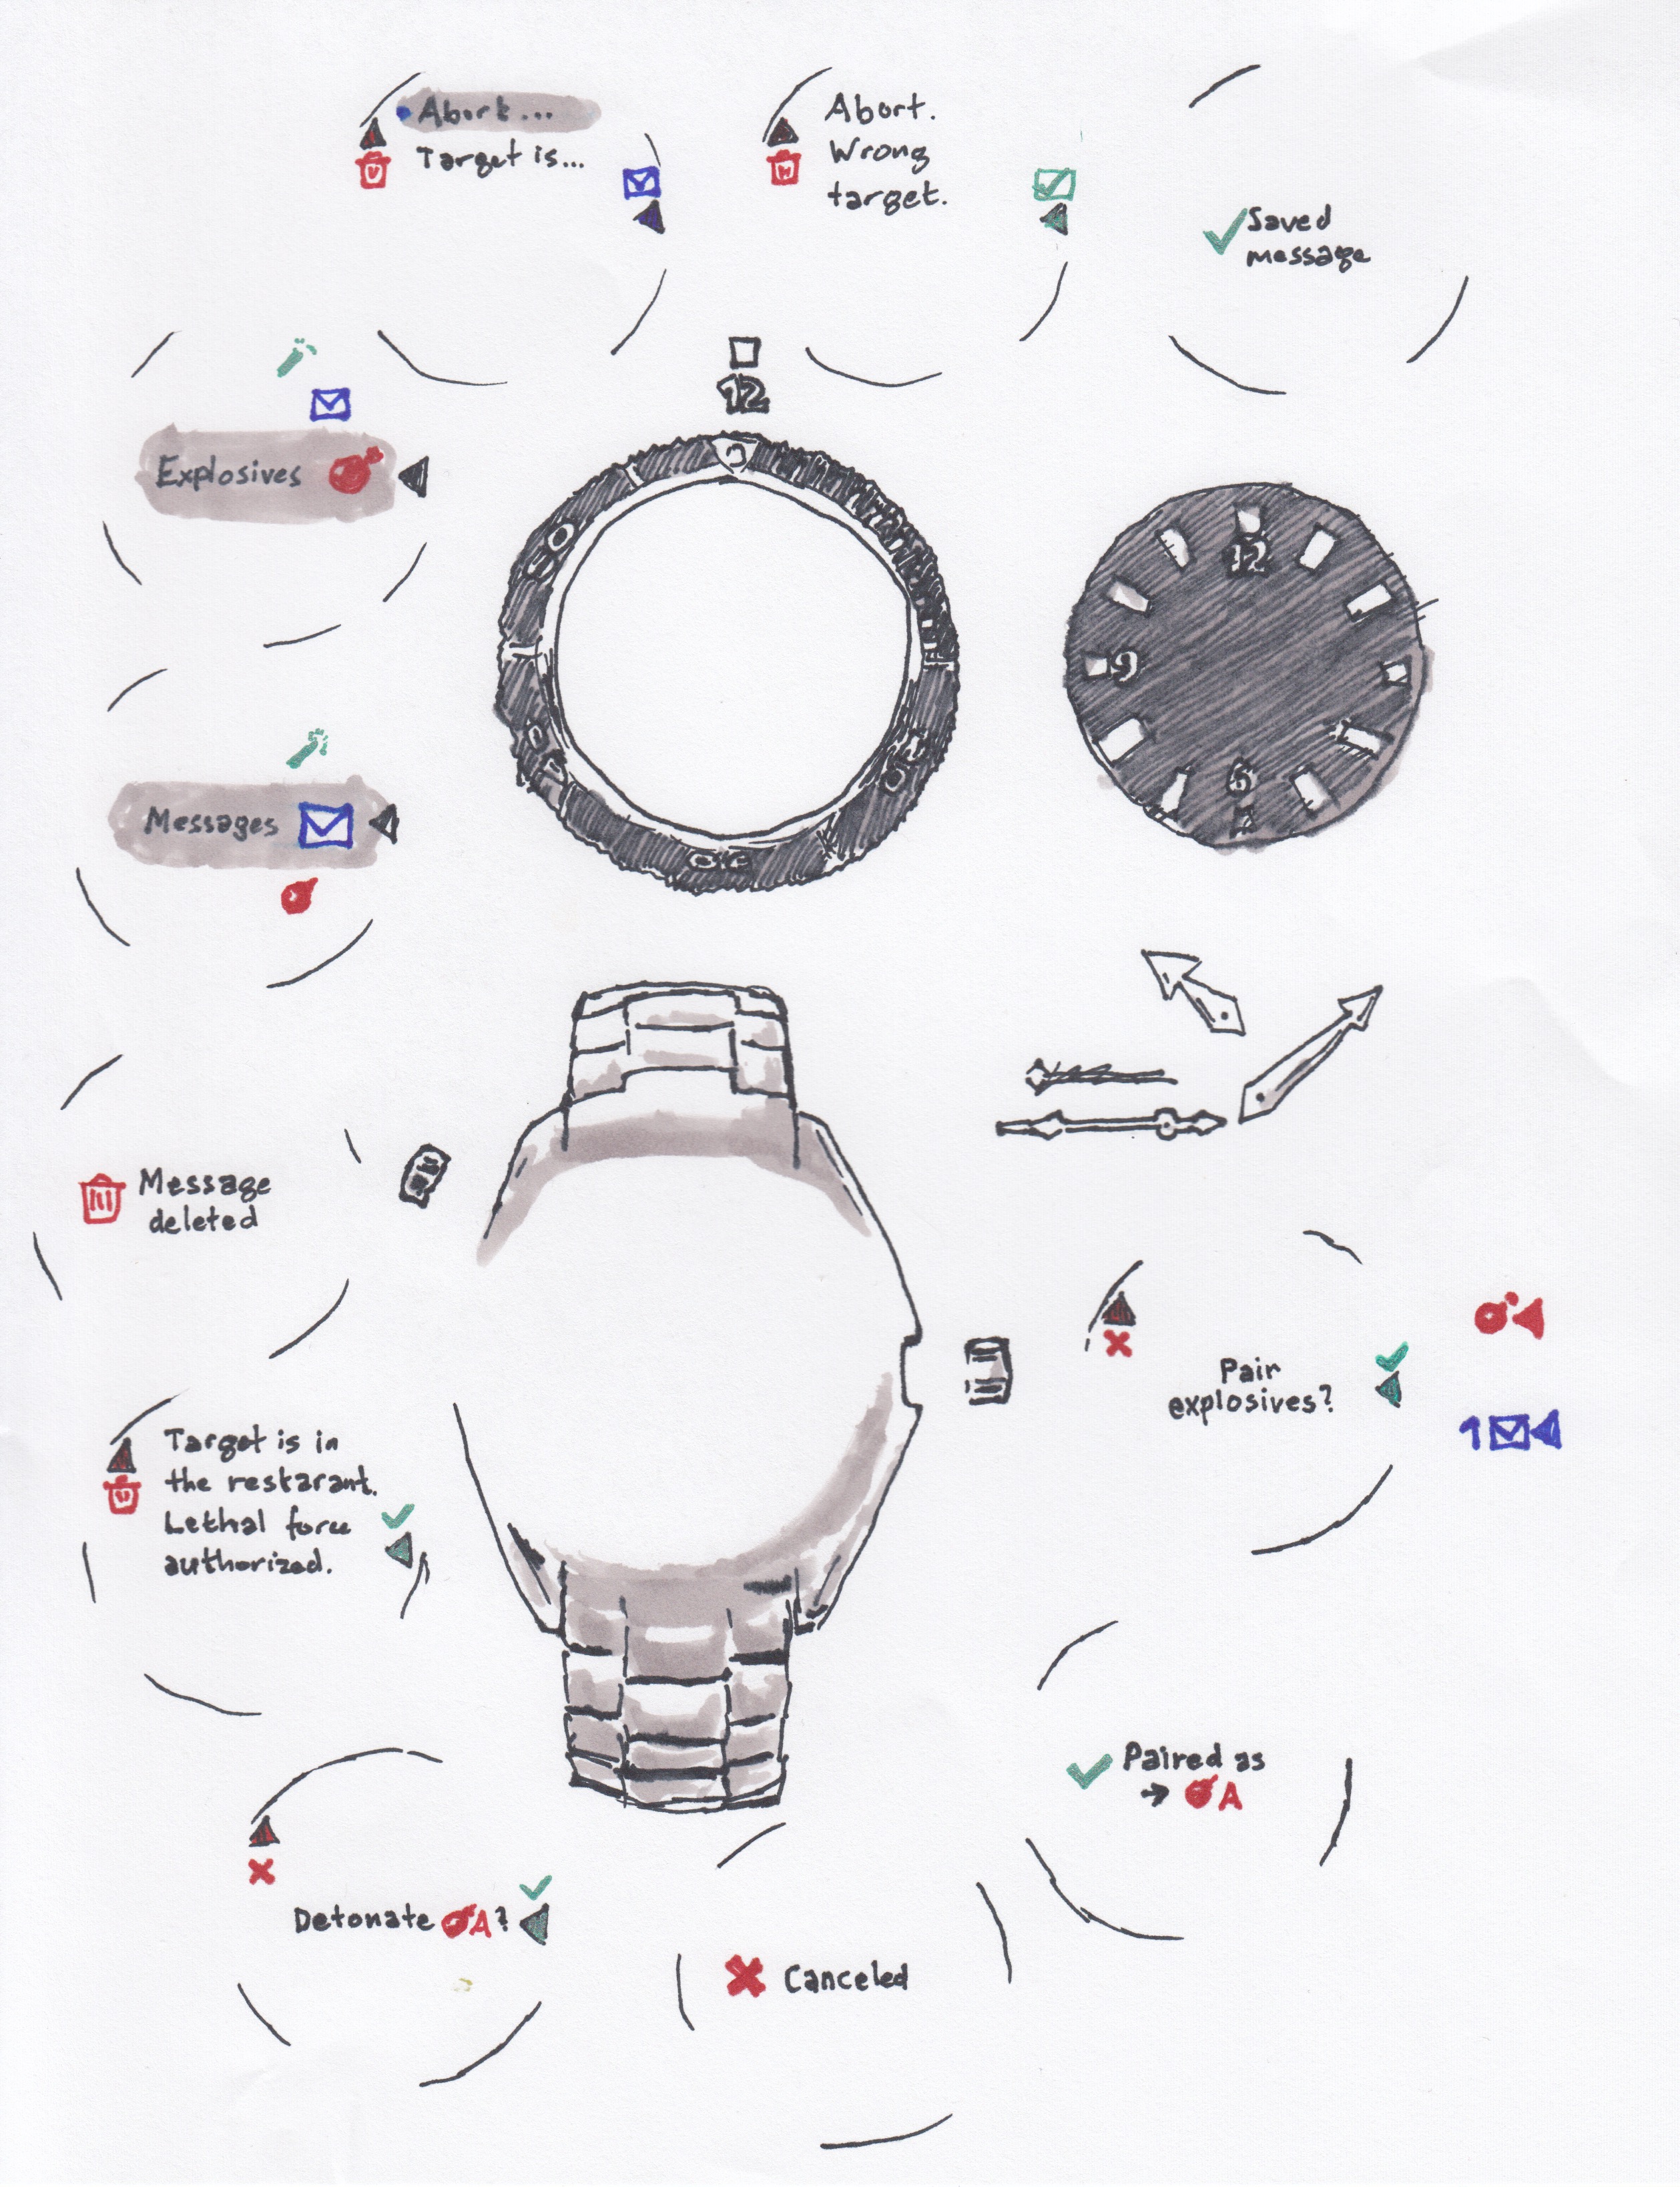 Abort...
Target is...
Abort.
Wrong
target.
Saved
message
12
Explosives
12
9
6
Messages
Message
deleted
Pair
explosives?
1
Target is in
the restarant.
Lethal force
authorized.
Paired as
→ A
Detonate A?
Canceled